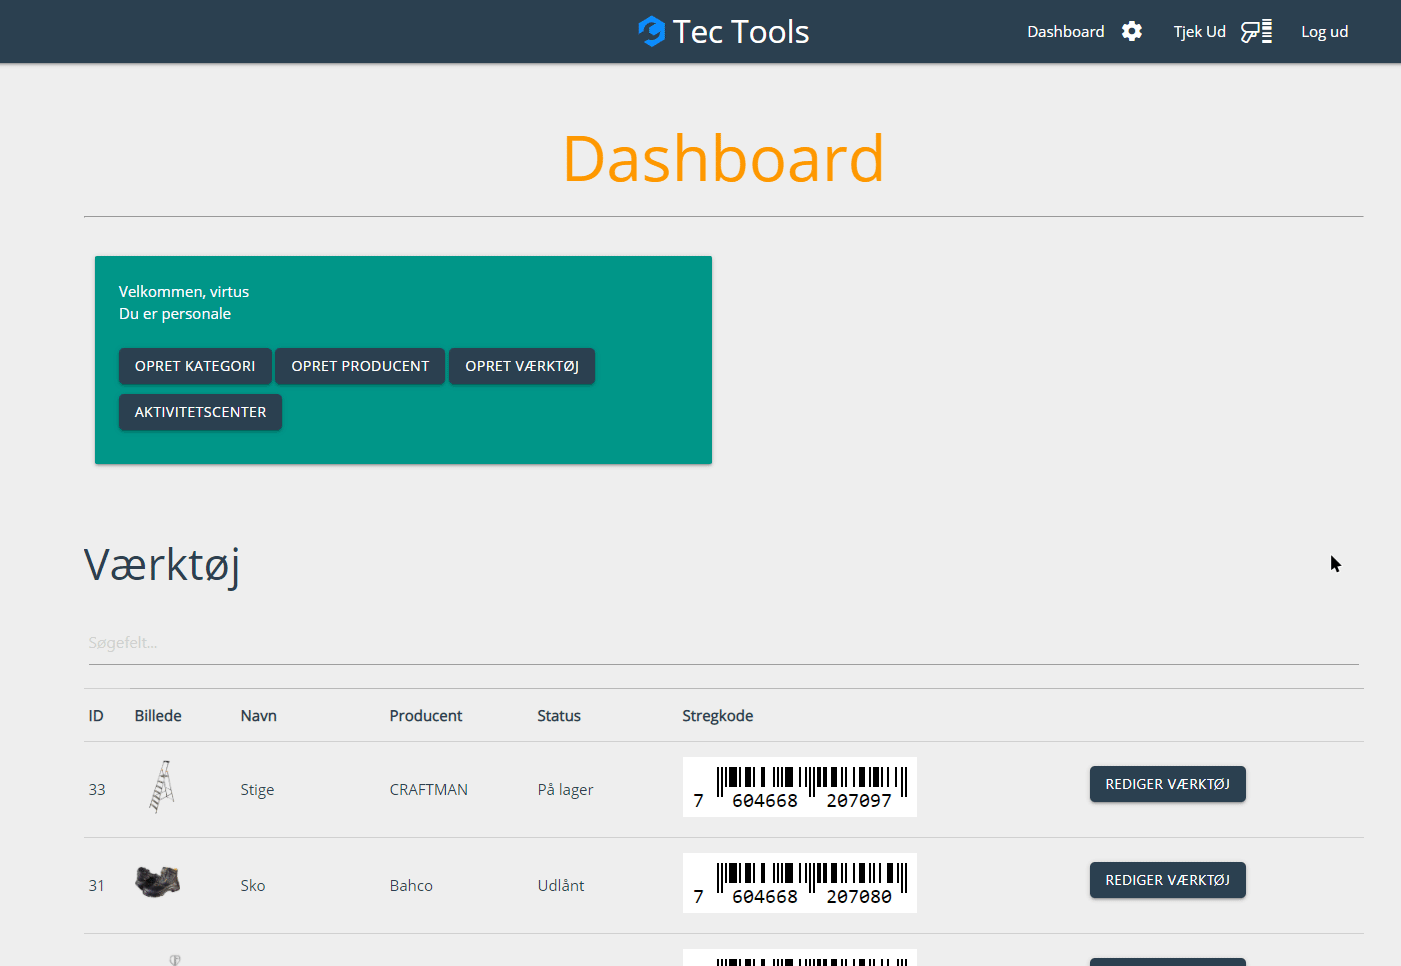 Tec Tools
Dashboard
Tjek Ud
Log ud
Dashboard
Velkommen, virtus
Du er personale
OPRET KATEGORI
OPRET PRODUCENT
OPRET VÆRKTØJ
AKTIVITETSCENTER
Værktøj
Søgefelt...
ID Billede Navn Producent Status Stregkode
33 Stige CRAFTMAN På lager 7 604668 207097 REDIGER VÆRKTØJ
31 Sko Bahco Udlånt 7 604668 207080 REDIGER VÆRKTØJ